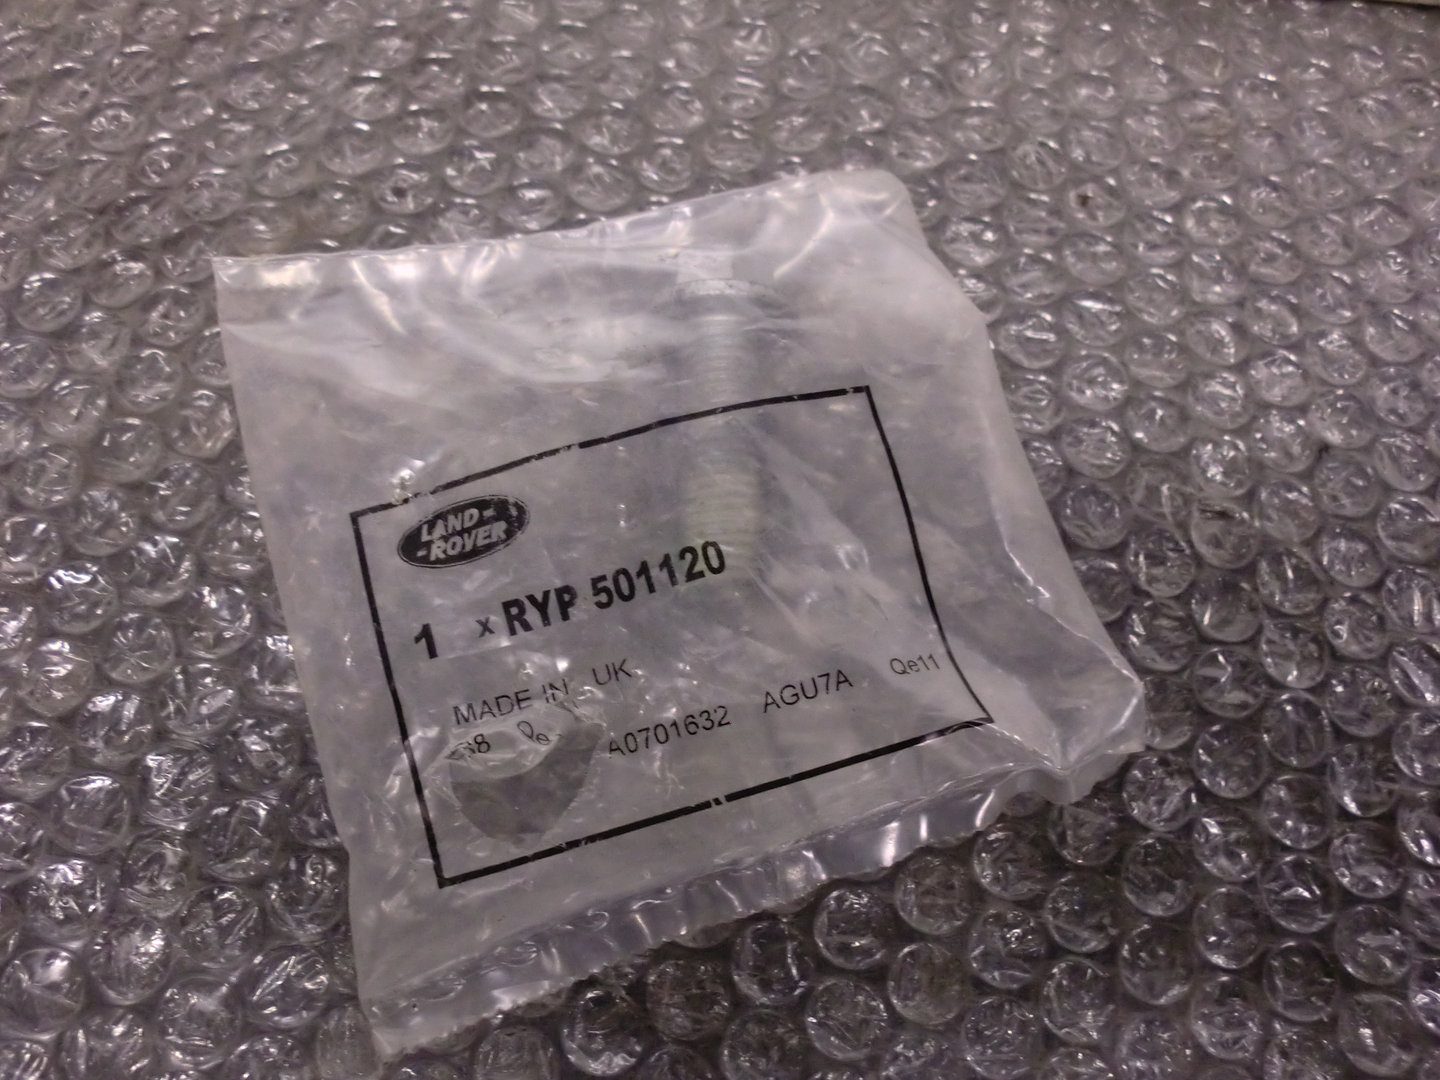 LAND-
-ROVER
1 x RYP 501120
MADE IN UK
A0701632 AGU7A Qe11